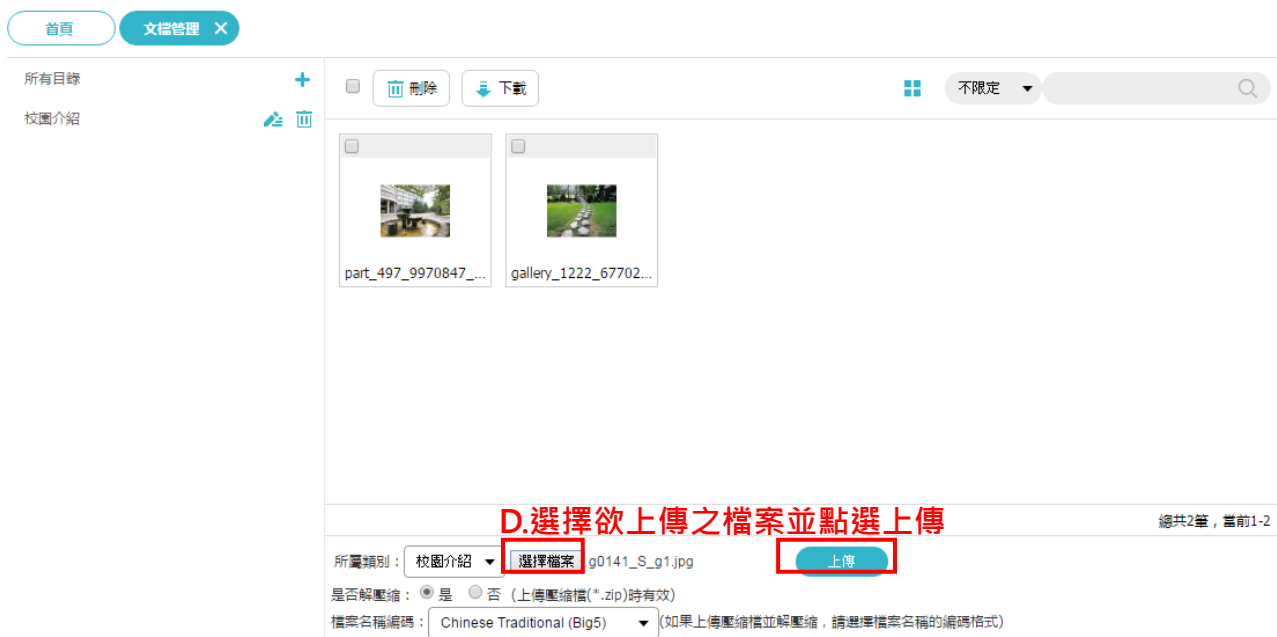 首頁
文檔管理
所有目錄
校園介紹
刪除
下載
不限定
part_497_9970847_...
gallery_1222_67702...
D.選擇欲上傳之檔案並點選上傳
總共2筆，當前1-2
所屬類別：校園介紹 選擇檔案 g0141_S_g1.jpg 上傳
是否解壓縮： 是 否 (上傳壓縮檔(*.zip)時有效)
檔案名稱編碼：Chinese Traditional (Big5) (如果上傳壓縮檔並解壓縮，請選擇檔案名稱的編碼格式)